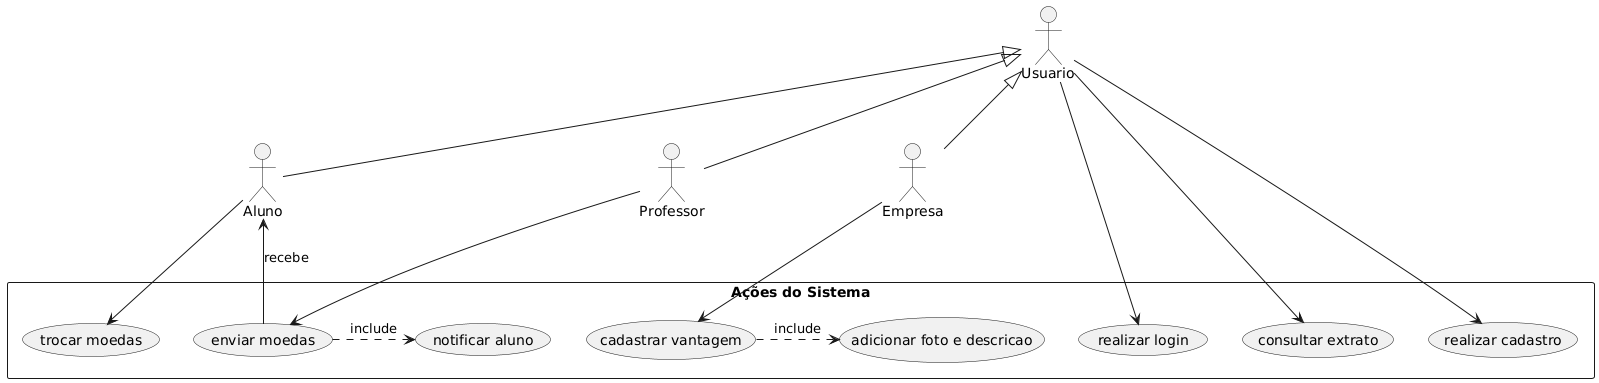 Usuario
Aluno
Professor
Empresa
recebe
Ações do Sistema
include
include
trocar moedas
enviar moedas
notificar aluno
cadastrar vantagem
adicionar foto e descricao
realizar login
consultar extrato
realizar cadastro